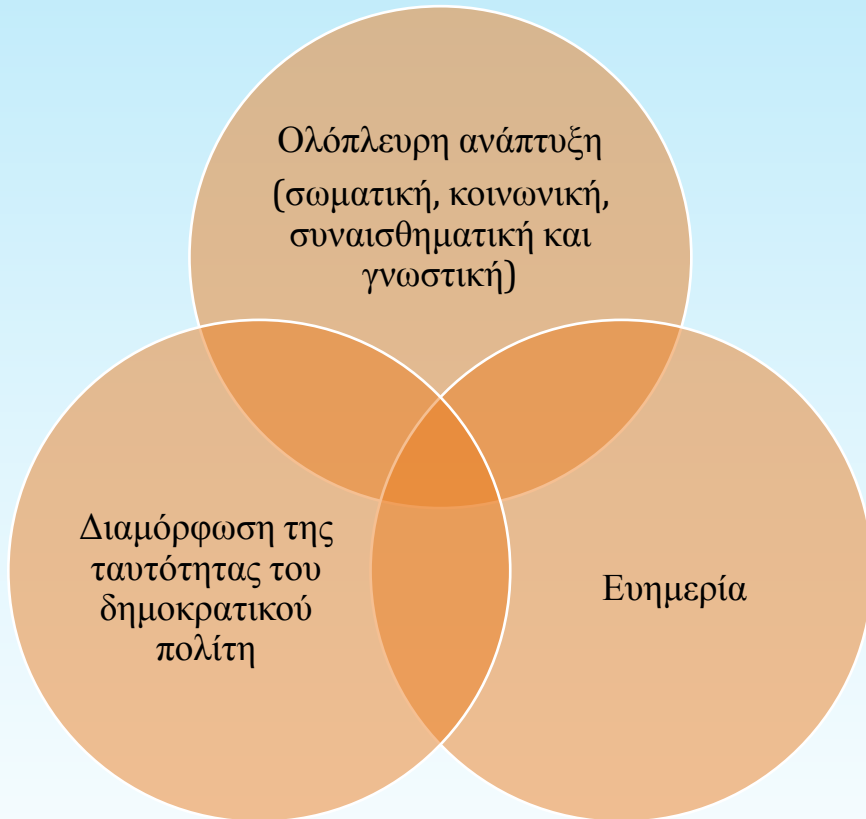 Ολόπλευρη ανάπτυξη
(σωματική, κοινωνική,
συναισθηματική και
γνωστική)
Διαμόρφωση της
ταυτότητας του
δημοκρατικού
πολίτη
Ευημερία